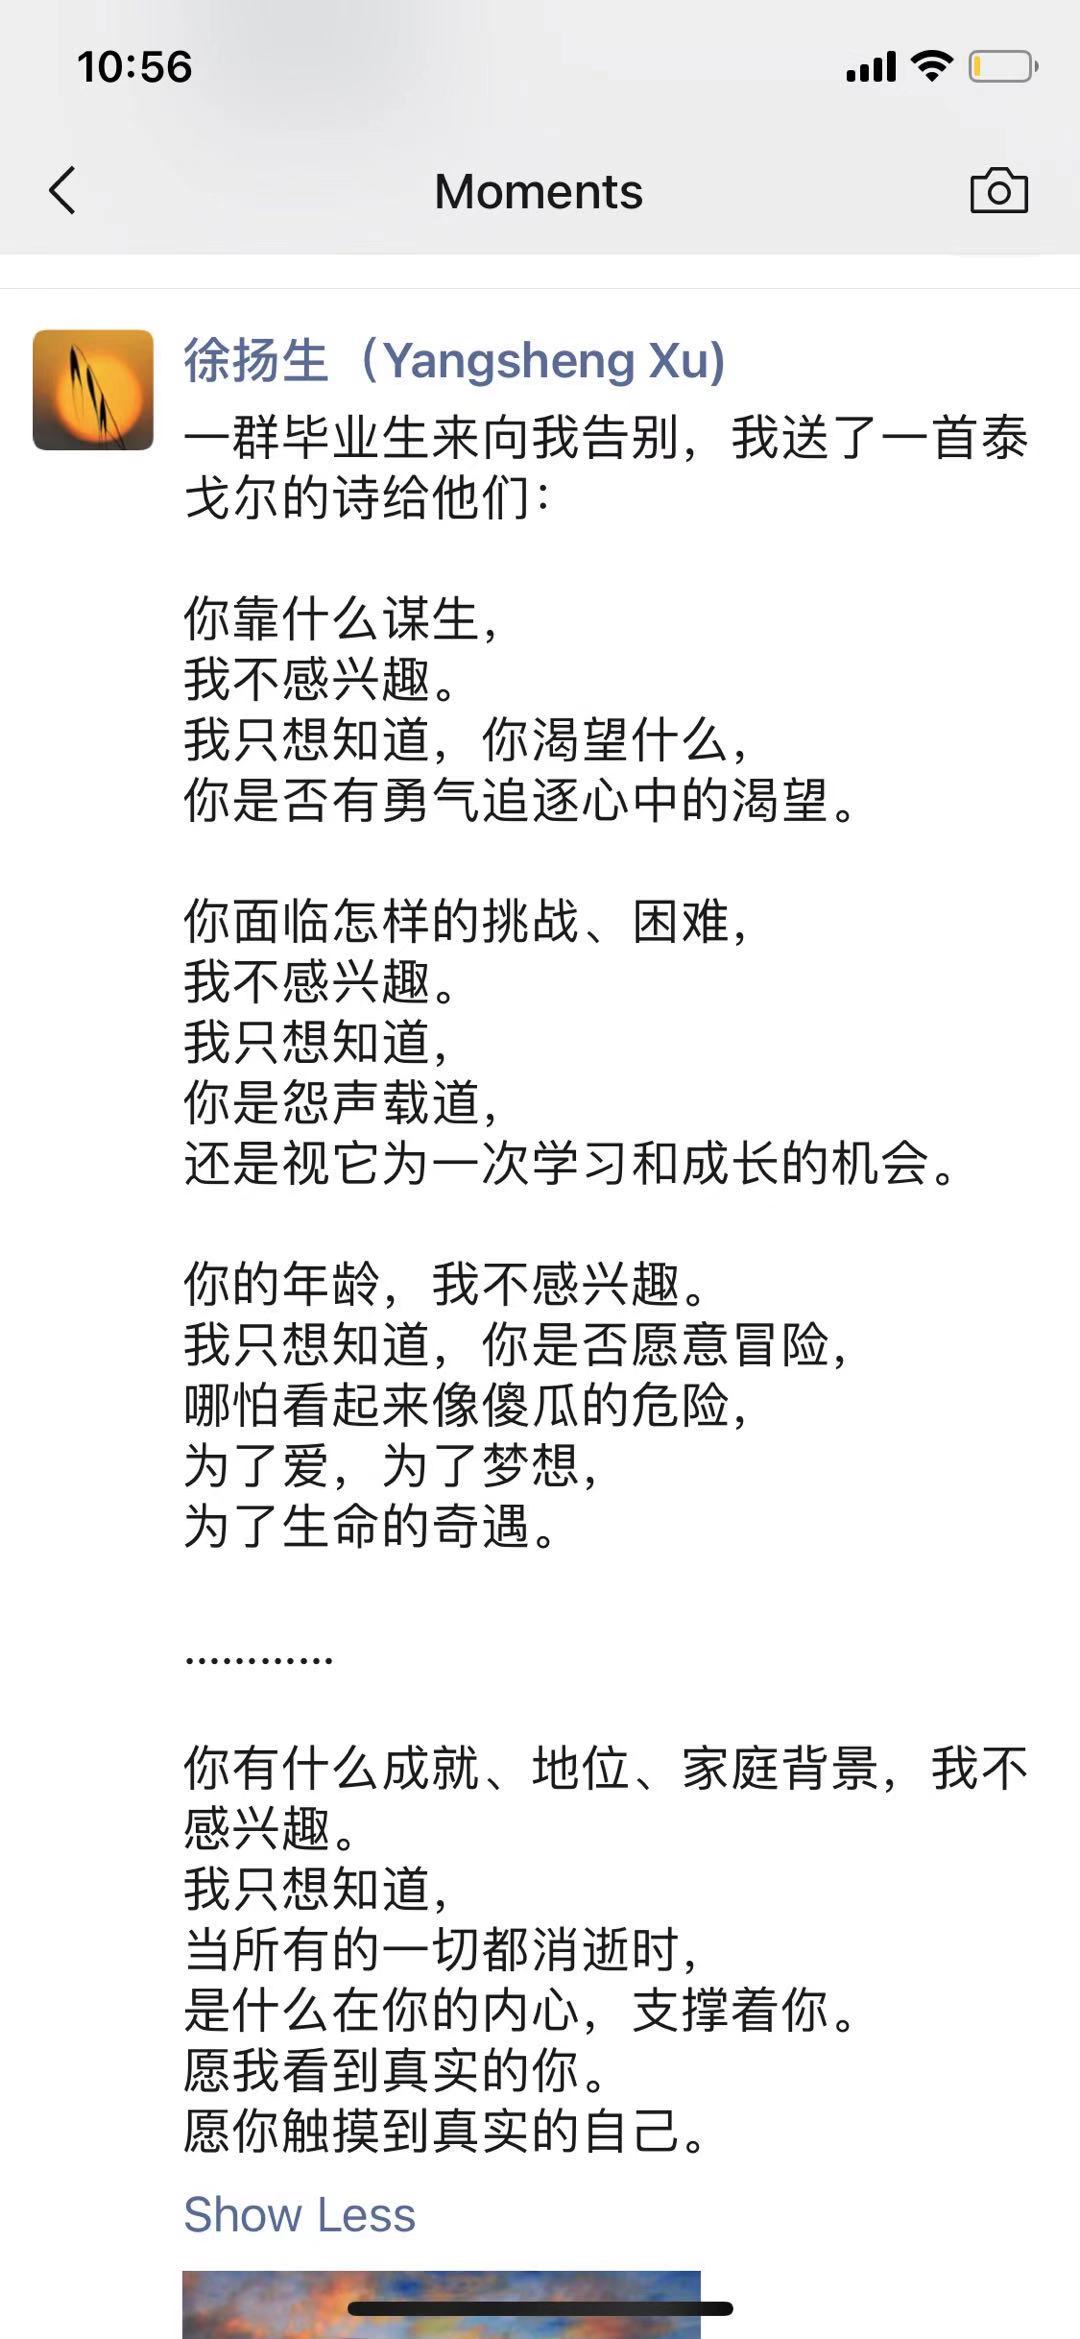 10:56
Moments
徐扬生（Yangsheng Xu)
一群毕业生来向我告别，我送了一首泰
戈尔的诗给他们：
你靠什么谋生，
我不感兴趣。
我只想知道，你渴望什么，
你是否有勇气追逐心中的渴望。
你面临怎样的挑战、困难，
我不感兴趣。
我只想知道，
你是怨声载道，
还是视它为一次学习和成长的机会。
你的年龄，我不感兴趣。
我只想知道，你是否愿意冒险，
哪怕看起来像傻瓜的危险，
为了爱，为了梦想，
为了生命的奇遇。
…………
你有什么成就、地位、家庭背景，我不
感兴趣。
我只想知道，
当所有的一切都消逝时，
是什么在你的内心，支撑着你。
愿我看到真实的你。
愿你触摸到真实的自己。
Show Less